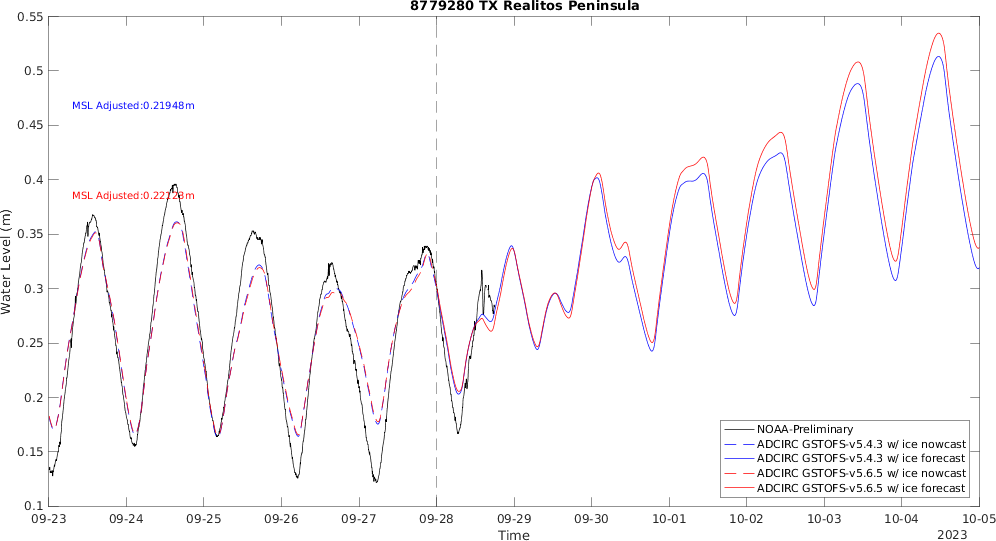 8779280 TX Realitos Peninsula
Water Level (m)
0.55
0.5
0.45
0.4
0.35
0.3
0.25
0.2
0.15
0.1
MSL Adjusted:0.21948m
MSL Adjusted:0.22123m
NOAA-Preliminary
ADCIRC GSTOFS-v5.4.3 w/ ice nowcast
ADCIRC GSTOFS-v5.4.3 w/ ice forecast
ADCIRC GSTOFS-v5.6.5 w/ ice nowcast
ADCIRC GSTOFS-v5.6.5 w/ ice forecast
09-23 09-24 09-25 09-26 09-27 09-28 09-29 09-30 10-01 10-02 10-03 10-04 10-05
Time
2023